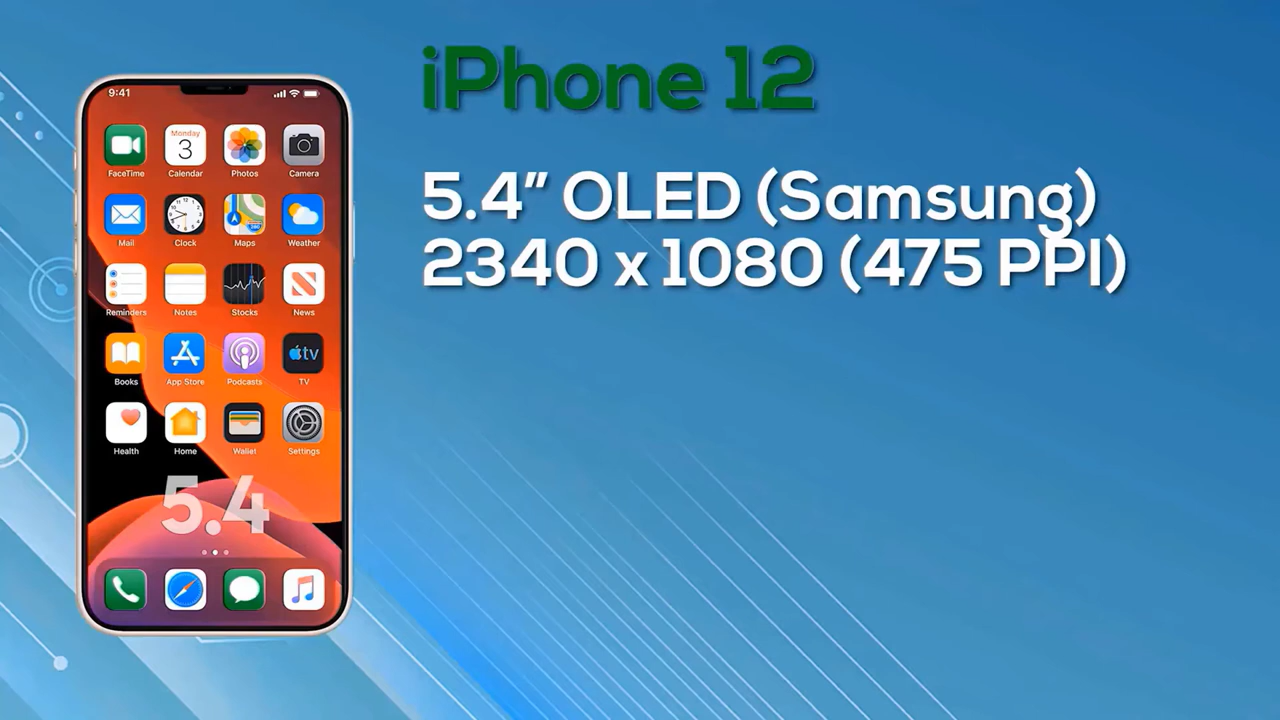 iPhone 12
5.4” OLED (Samsung)
2340 x 1080 (475 PPI)
9:41
Monday
3
FaceTime Calendar Photos Camera
280
Mail Clock Maps Weather
Reminders Notes Stocks News
tv
Books App Store Podcasts TV
Health Home Wallet Settings
5.4